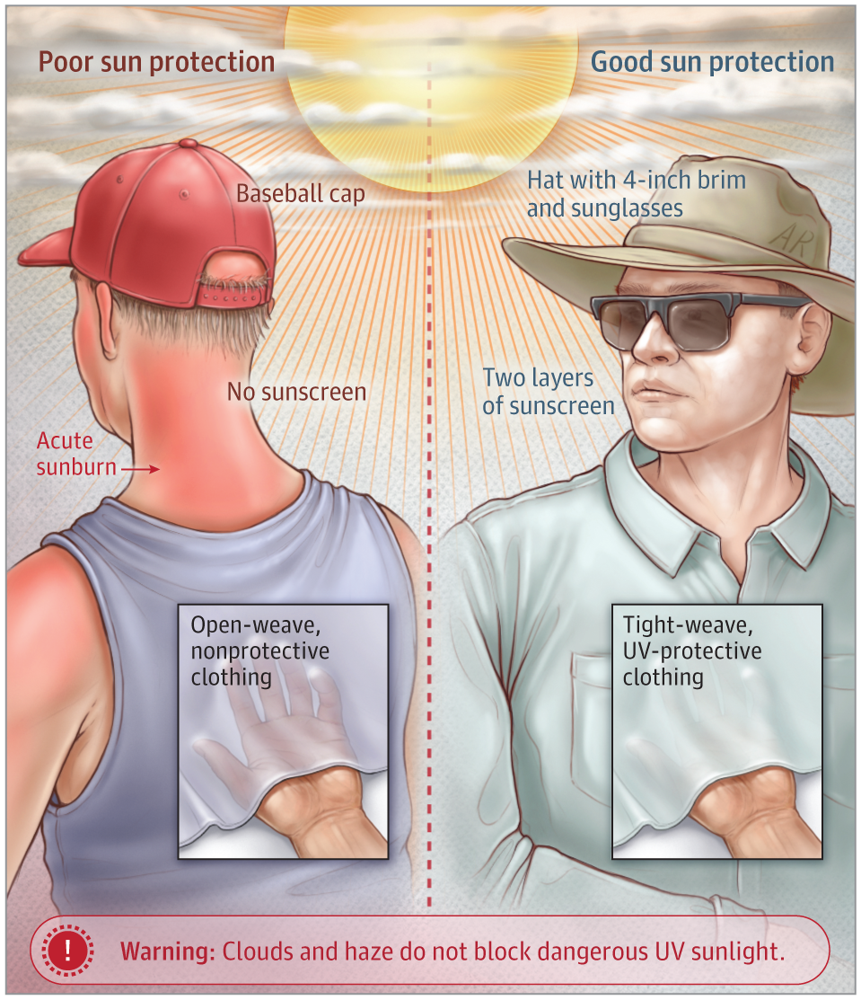 Poor sun protection
Good sun protection
Baseball cap
Hat with 4-inch brim
and sunglasses
AR
No sunscreen
Two layers
of sunscreen
Acute
sunburn
Open-weave,
nonprotective
clothing
Tight-weave,
UV-protective
clothing
! Warning: Clouds and haze do not block dangerous UV sunlight.